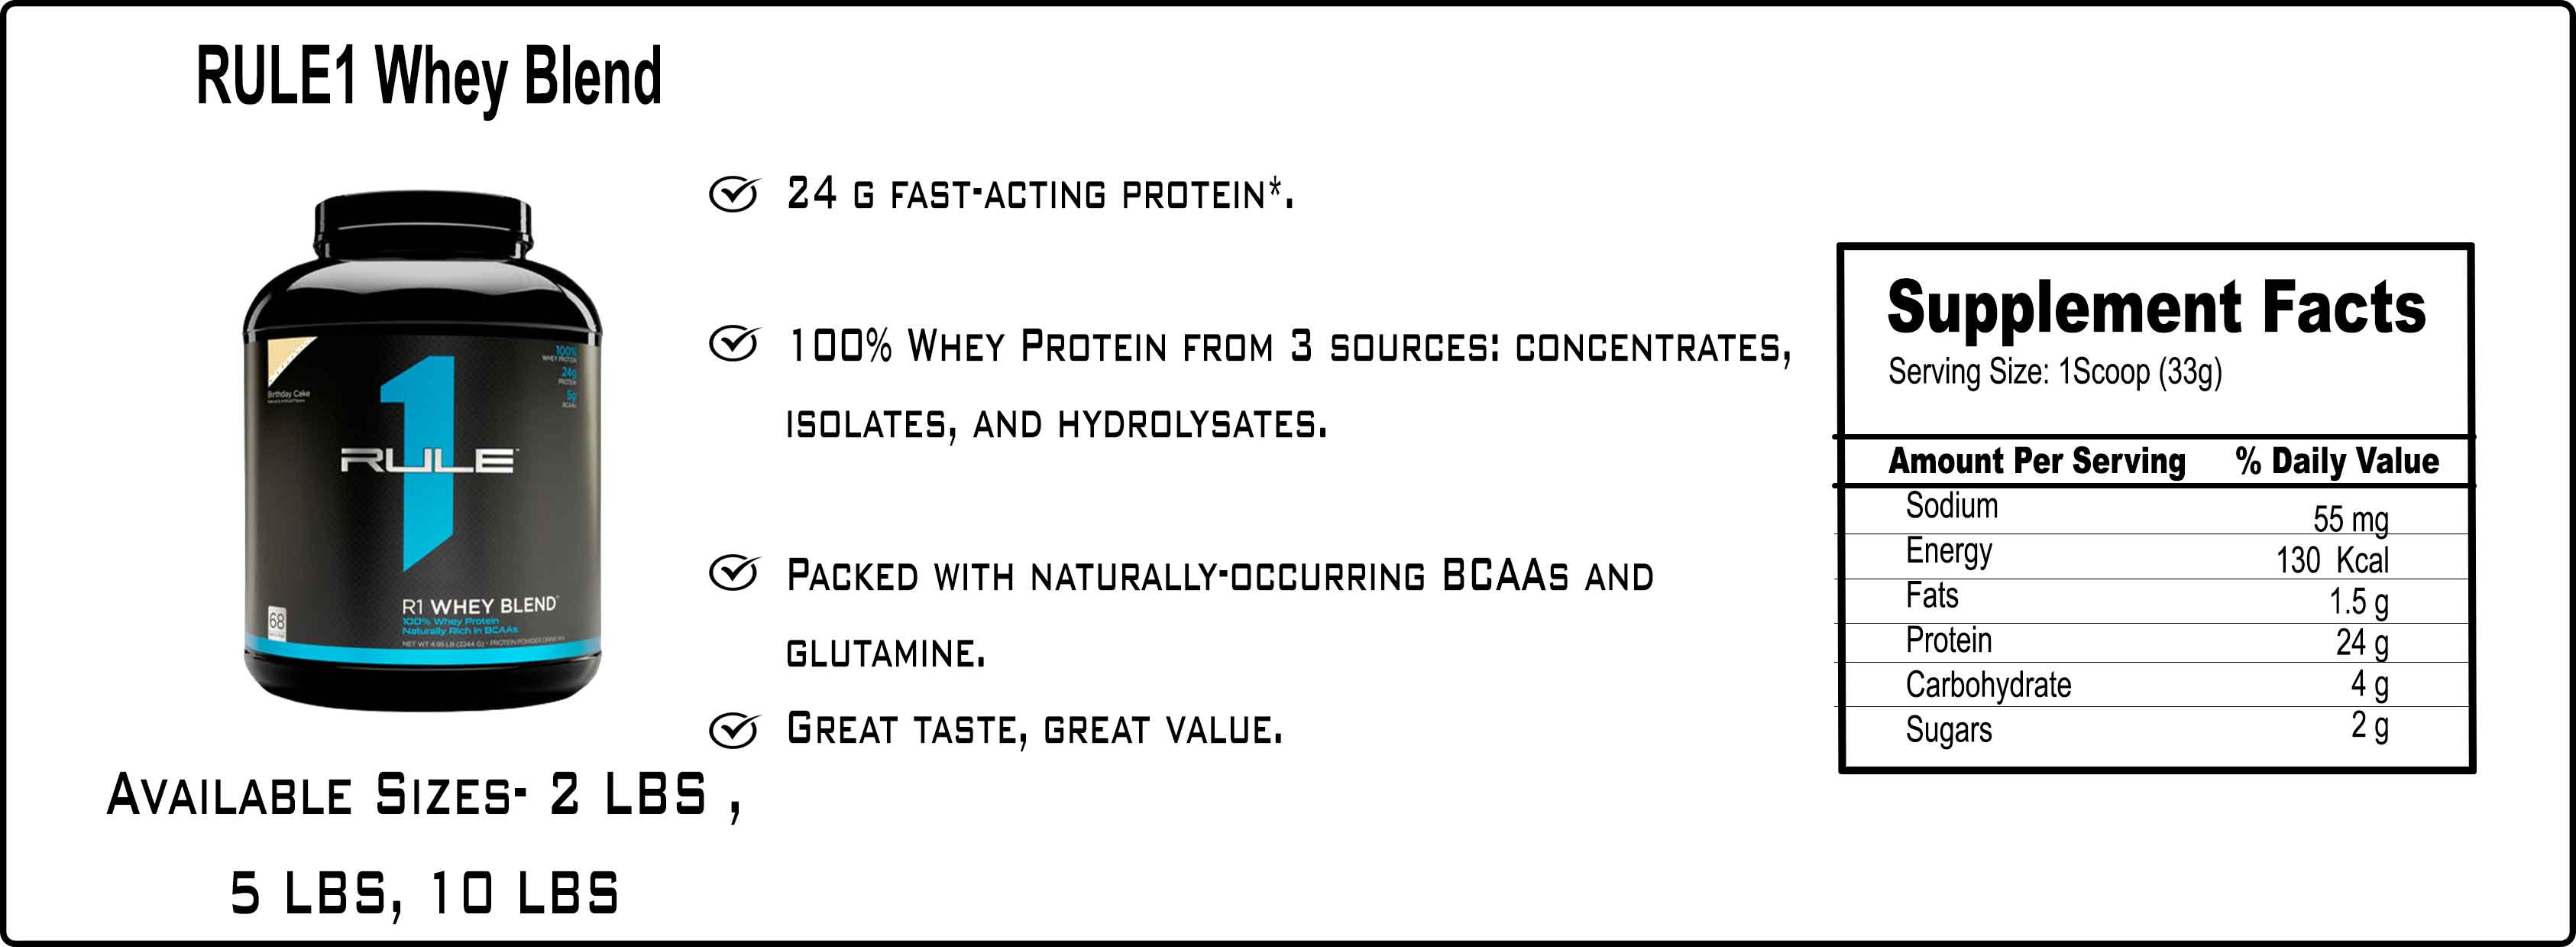 RULE1 Whey Blend
24 g fast-acting protein*.
100% Whey Protein from 3 sources: concentrates,
isolates, and hydrolysates.
Packed with naturally-occurring BCAAs and
glutamine.
Great taste, great value.
Birthday Cake
100%
WHEY PROTEIN
24g
PROTEIN
5g
BCAAs
1
RULE
R1 WHEY BLEND
100% Whey Protein
Naturally Rich in BCAAs
NET WT 4.95 LB (2244 G) • PROTEIN POWDER DRINK MIX
68
Available Sizes- 2 LBS ,
5 LBS, 10 LBS
Supplement Facts
Serving Size: 1Scoop (33g)
Amount Per Serving % Daily Value
Sodium 55 mg
Energy 130 Kcal
Fats 1.5 g
Protein 24 g
Carbohydrate 4 g
Sugars 2 g